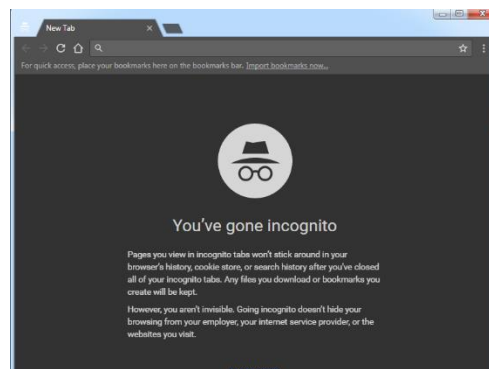 New Tab
For quick access, place your bookmarks here on the bookmarks bar. Import bookmarks now...
You've gone incognito
Pages you view in incognito tabs won't stick around in your
browser's history, cookie store, or search history after you've closed
all of your incognito tabs. Any files you download or bookmarks you
create will be kept.
However, you aren't invisible. Going incognito doesn't hide your
browsing from your employer, your internet service provider, or the
websites you visit.